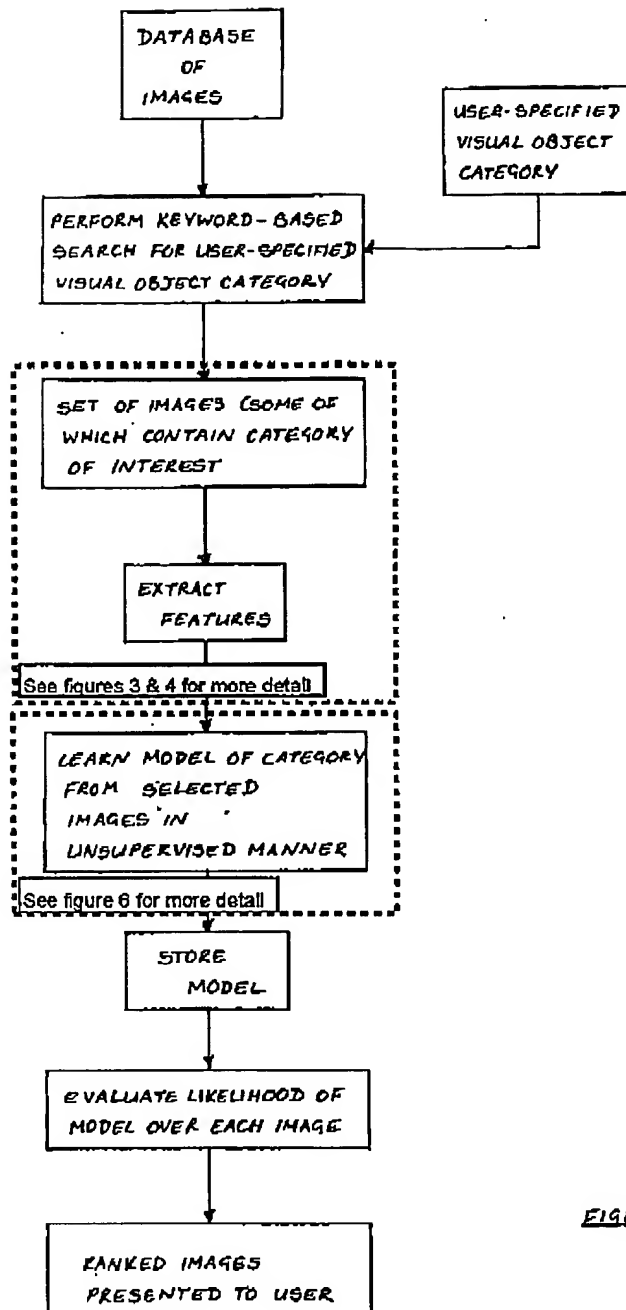 DATABASE
OF
IMAGES
USER-SPECIFIED
VISUAL OBJECT
CATEGORY
PERFORM KEYWORD-BASED
SEARCH FOR USER-SPECIFIED
VISUAL OBJECT CATEGORY
SET OF IMAGES (SOME OF
WHICH CONTAIN CATEGORY
OF INTEREST
EXTRACT
FEATURES
See figures 3 & 4 for more detail
LEARN MODEL OF CATEGORY
FROM SELECTED
IMAGES IN
UNSUPERVISED MANNER
See figure 6 for more detail
STORE
MODEL
EVALUATE LIKELIHOOD OF
MODEL OVER EACH IMAGE
RANKED IMAGES
PRESENTED TO USER